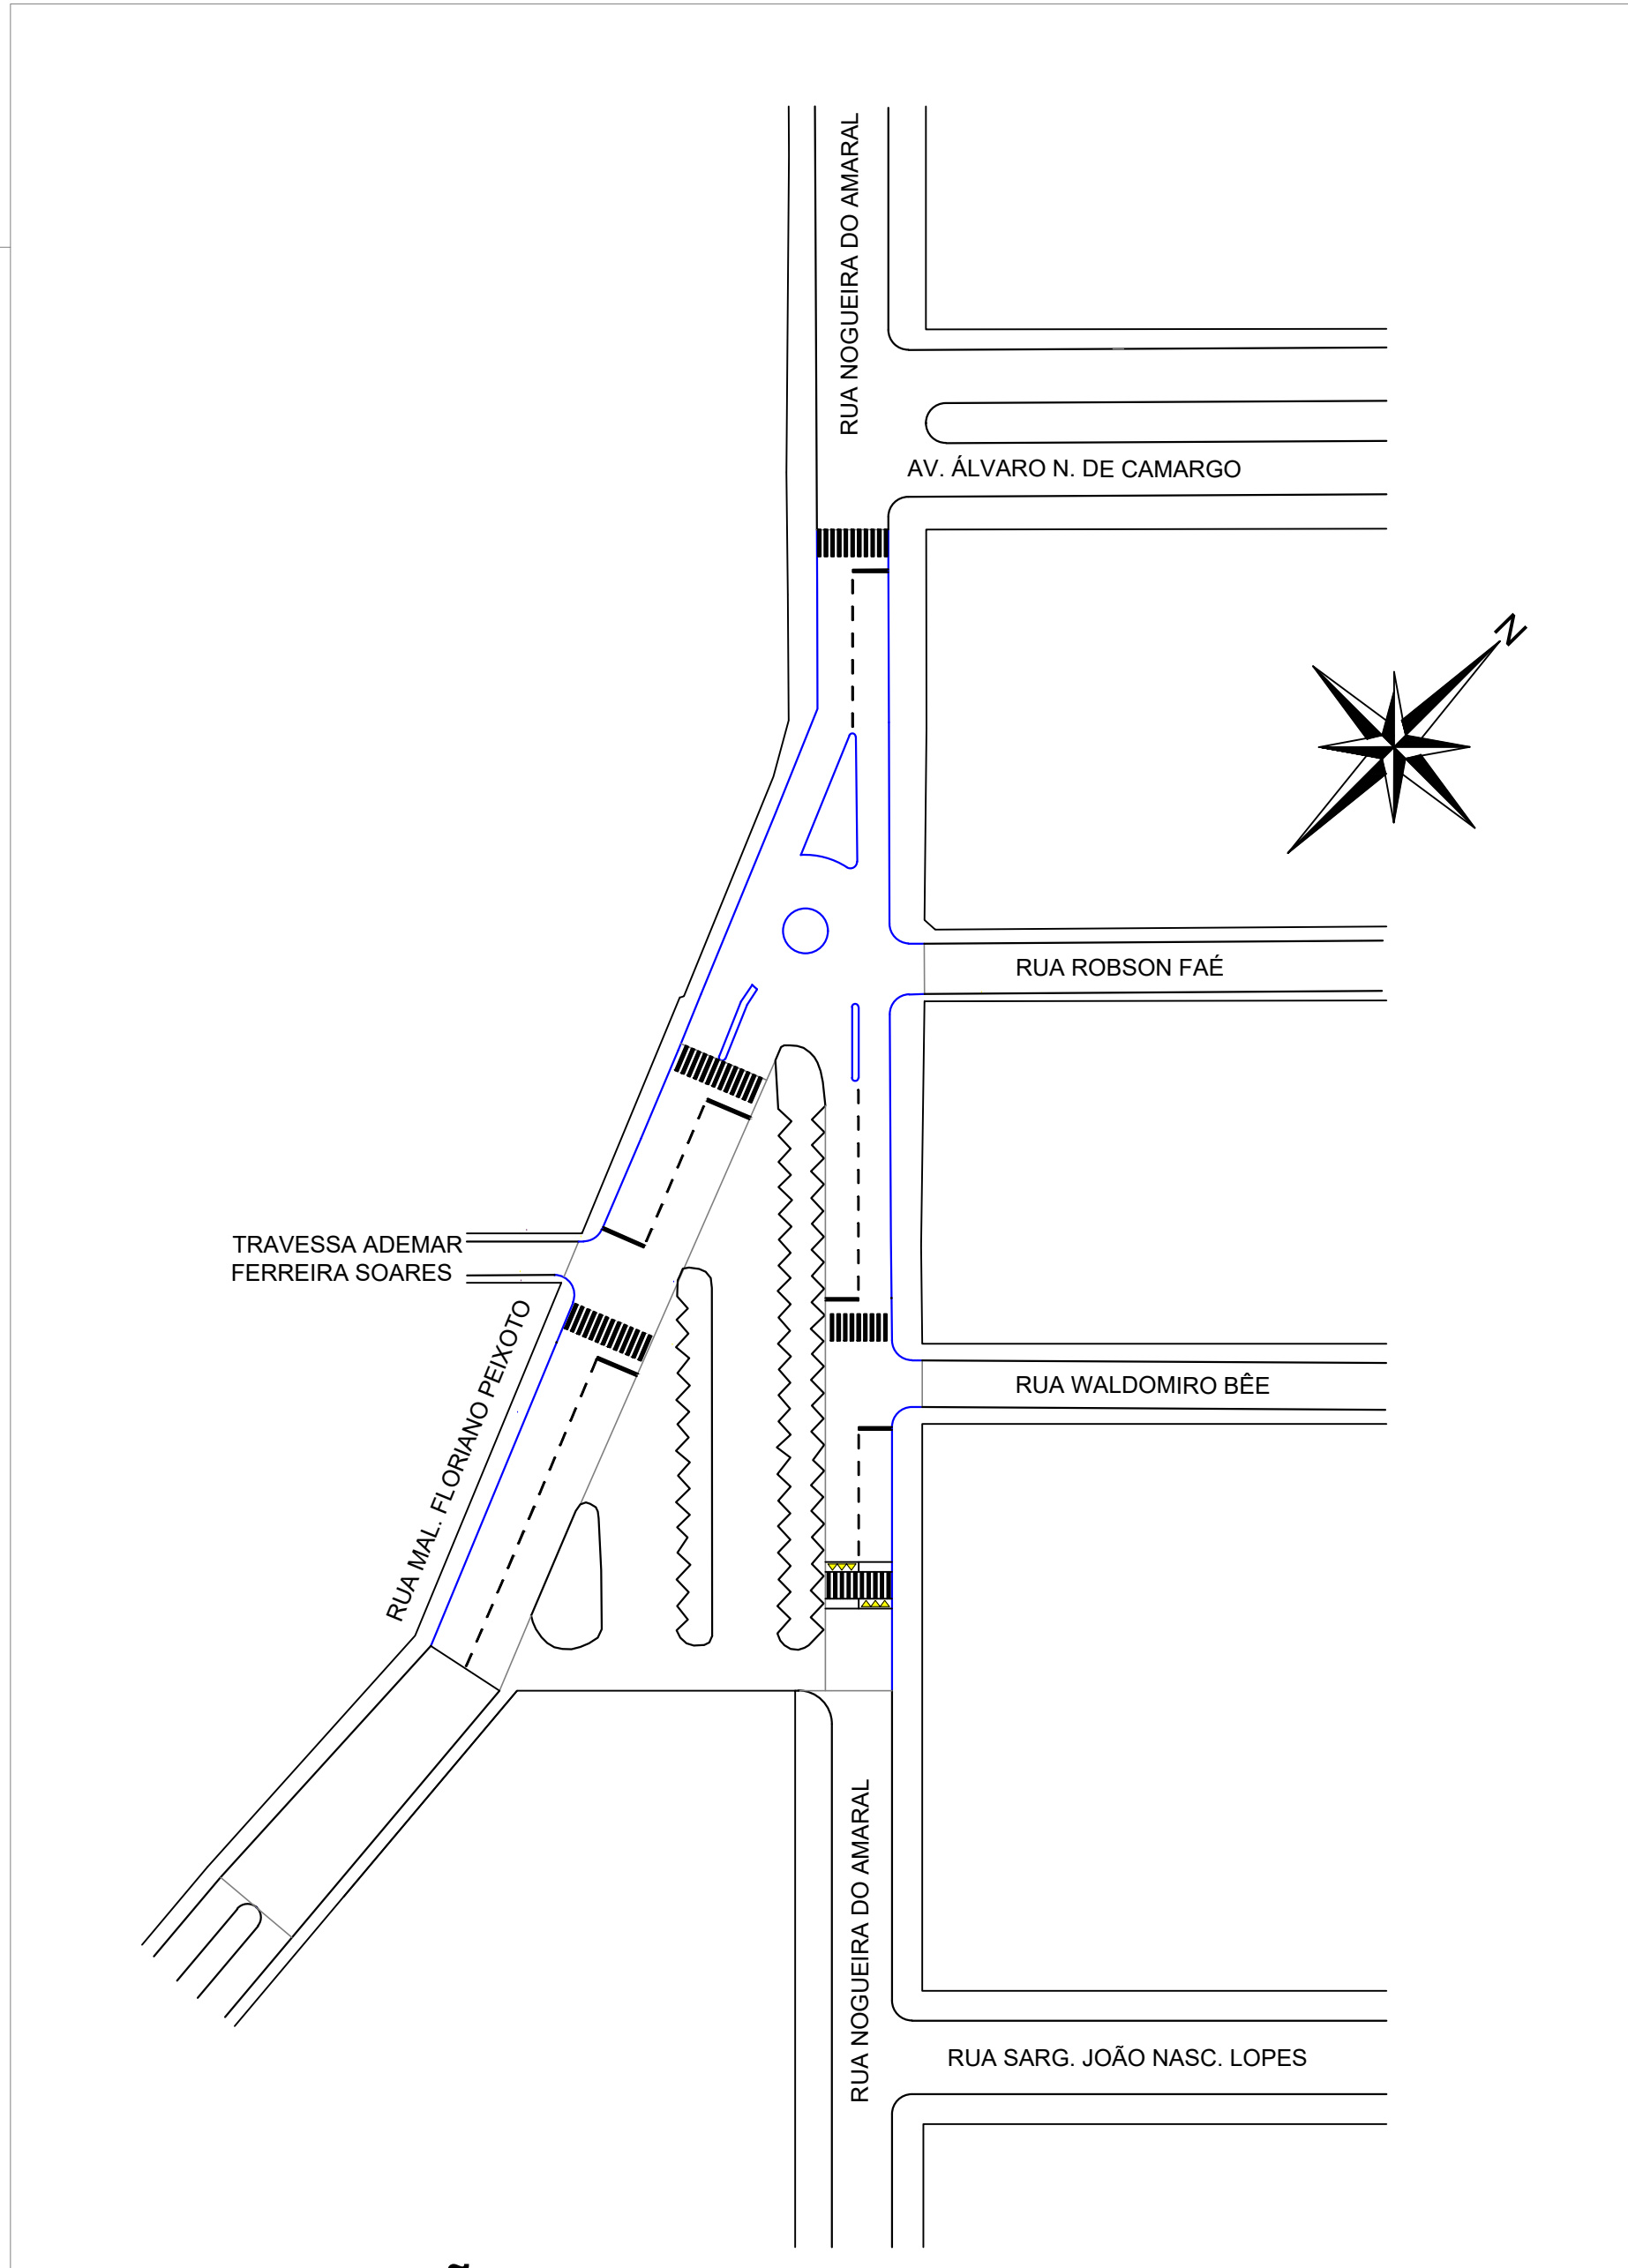 RUA NOGUEIRA DO AMARAL
AV. ÁLVARO N. DE CAMARGO
N
RUA ROBSON FAÉ
TRAVESSA ADEMAR
FERREIRA SOARES
RUA MAL. FLORIANO PEIXOTO
RUA WALDOMIRO BÊE
RUA NOGUEIRA DO AMARAL
RUA SARG. JOÃO NASC. LOPES